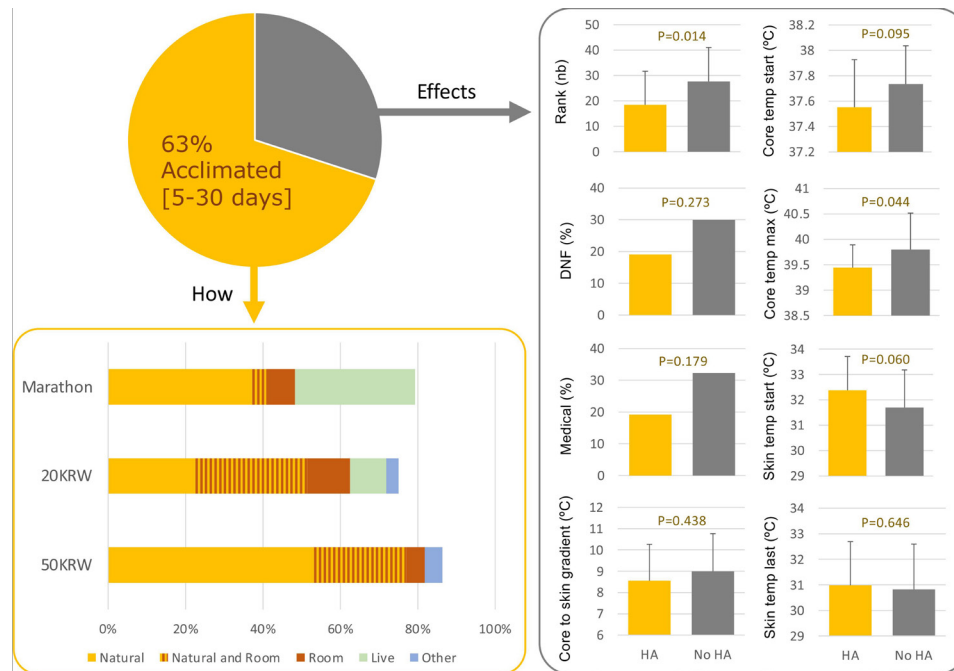 63%
Acclimated
[5-30 days]
Effects
How
Marathon
20KRW
50KRW
0% 20% 40% 60% 80% 100%
Natural Natural and Room Room Live Other
Rank (nb)
50
40
30
20
10
0
P=0.014
Core temp start (ºC)
38.2
38
37.8
37.6
37.4
37.2
P=0.095
DNF (%)
40
30
20
10
0
P=0.273
Core temp max (ºC)
41
40.5
40
39.5
39
38.5
P=0.044
Medical (%)
40
30
20
10
0
P=0.179
Skin temp start (ºC)
34
33
32
31
30
29
P=0.060
Core to skin gradient (ºC)
12
11
10
9
8
7
6
P=0.438
HA No HA
Skin temp last (ºC)
34
33
32
31
30
29
P=0.646
HA No HA